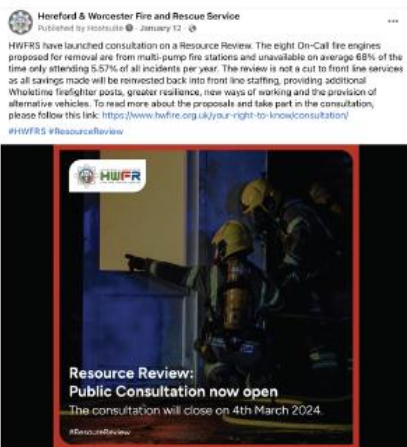 Hereford & Worcester Fire and Rescue Service
Published by Hootsuite · January 12 ·
HWFRS have launched consultation on a Resource Review. The eight On-Call fire engines
proposed for removal are from multi-pump fire stations and unavailable on average 68% of the
time only attending 5.57% of all incidents per year. The review is not a cut to front line services
as all savings made will be reinvested back into front line staffing, providing additional
Wholetime firefighter posts, greater resilience, new ways of working and the provision of
alternative vehicles. To read more about the proposals and take part in the consultation,
please follow this link: https://www.hwfire.org.uk/your-right-to-know/consultation/
#HWFRS #ResourceReview
HWFR
Resource Review:
Public Consultation now open
The consultation will close on 4th March 2024.
#ResourceReview